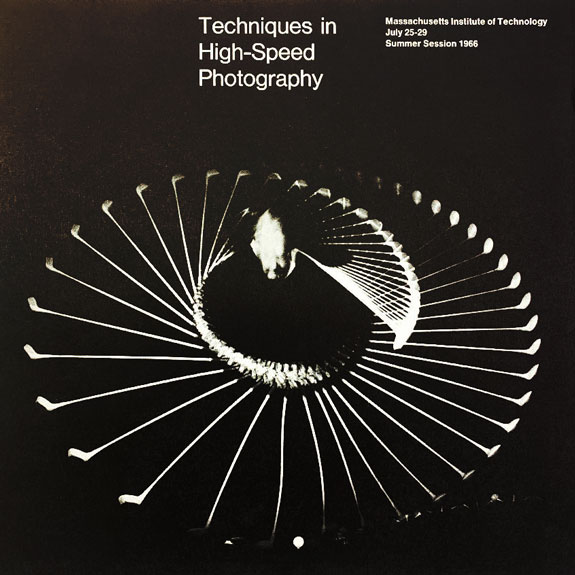 Techniques in
High-Speed
Photography
Massachusetts Institute of Technology
July 25-29
Summer Session 1966